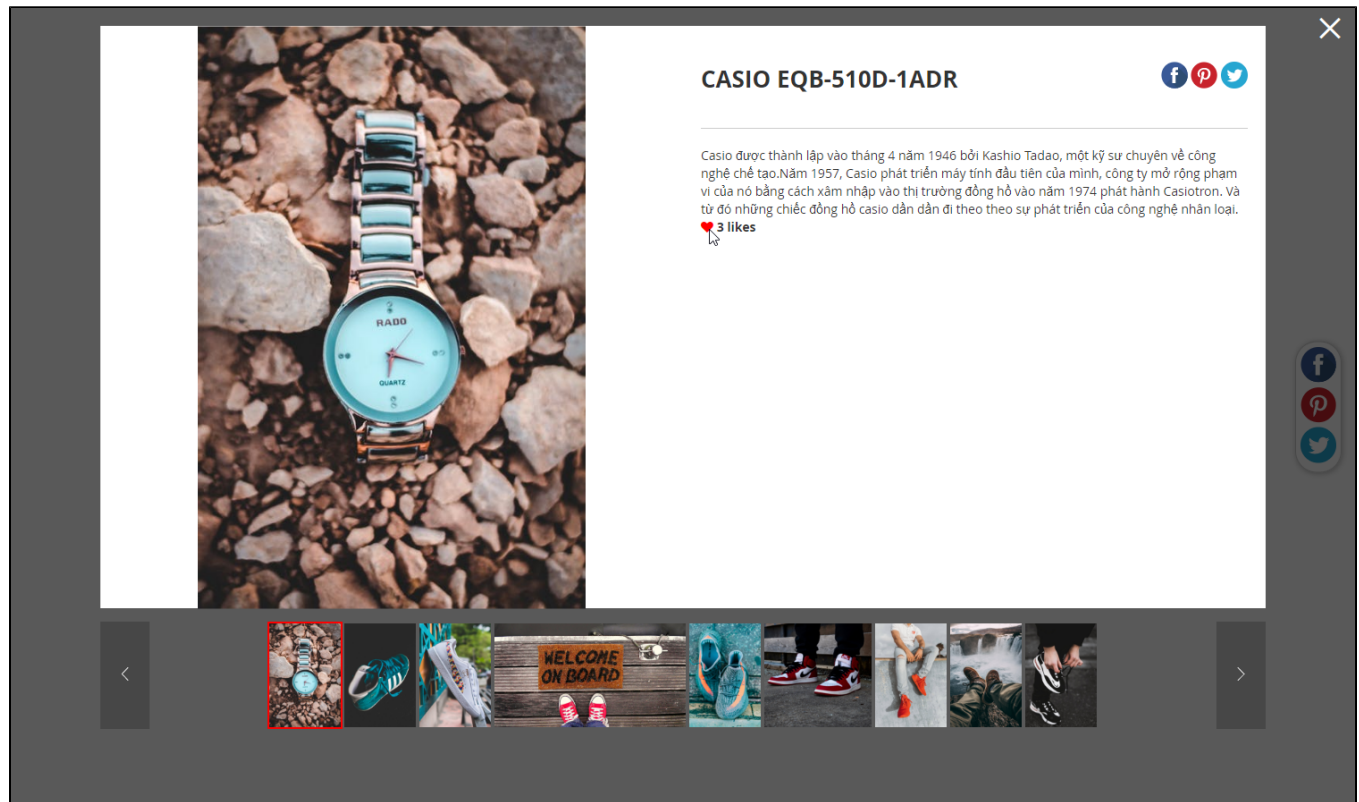 CASIO EQB-510D-1ADR
Casio được thành lập vào tháng 4 năm 1946 bởi Kashio Tadao, một kỹ sư chuyên về công
nghệ chế tạo.Năm 1957, Casio phát triển máy tính đầu tiên của mình, công ty mở rộng phạm
vi của nó bằng cách xâm nhập vào thị trường đồng hồ vào năm 1974 phát hành Casiotron. Và
từ đó những chiếc đồng hồ casio dần dần đi theo theo sự phát triển của công nghệ nhân loại.
3 likes
RADO
QUARTZ
WELCOME
ON BOARD